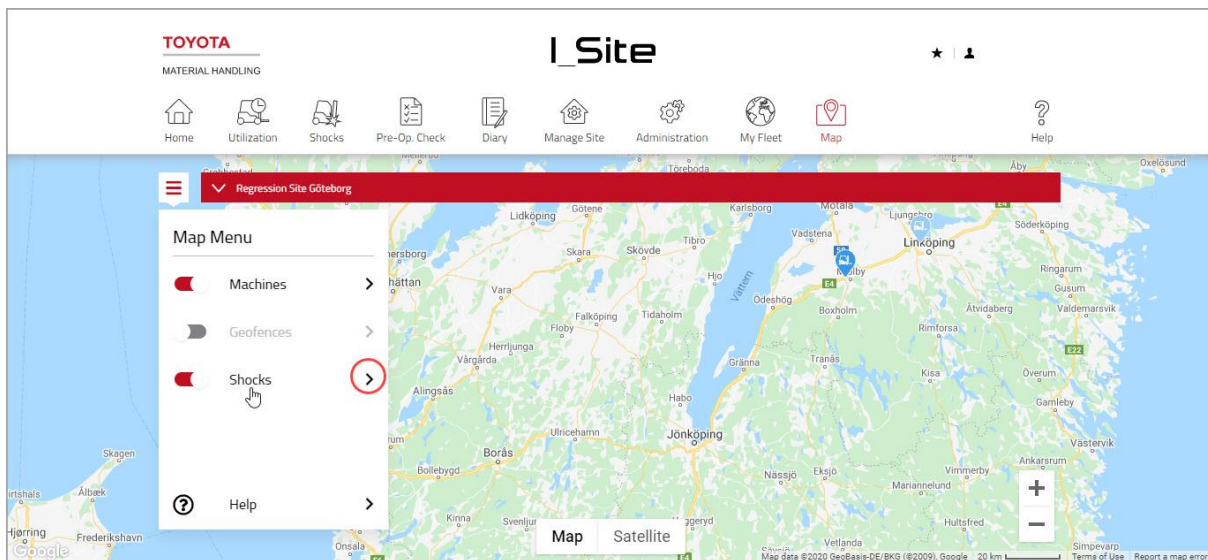 TOYOTA
MATERIAL HANDLING
I_Site
Home
Utilization
Shocks
Pre-Op. Check
Diary
Manage Site
Administration
My Fleet
Map
Help
Töreboda
Åby
Oxelösund
Regression Site Göteborg
Lidköping
Götene
Karlsborg
Motala
Ljungsbro
E4
Söderköping
Map Menu
Skara
Skövde
Tibro
Vadstena
Linköping
Machines
Vara
Hjo
Vättern
E4
Ödeshög
Boxholm
Ringarum
Gusum
Åtvidaberg
Valdemarsvik
Geofences
Falköping
Tidaholm
Floby
Rimforsa
Herrljunga
Vårgårda
Gränna
Tranås
E22
Shocks
Alingsås
Habo
Kisa
Överum
Gamleby
Ulricehamn
Jönköping
Västervik
Skagen
Borås
Bollebygd
Nässjö
Eksjö
Vimmerby
Ankarsrum
Mariannelund
Ålbæk
Help
Kinna
Hultsfred
Hjørring
Frederikshavn
Onsala
Map
Satellite
Vetlanda
Simpevarp
Google
E4
Map data ©2020 GeoBasis-DE/BKG (©2009), Google
20 km
Terms of Use
Report a map error